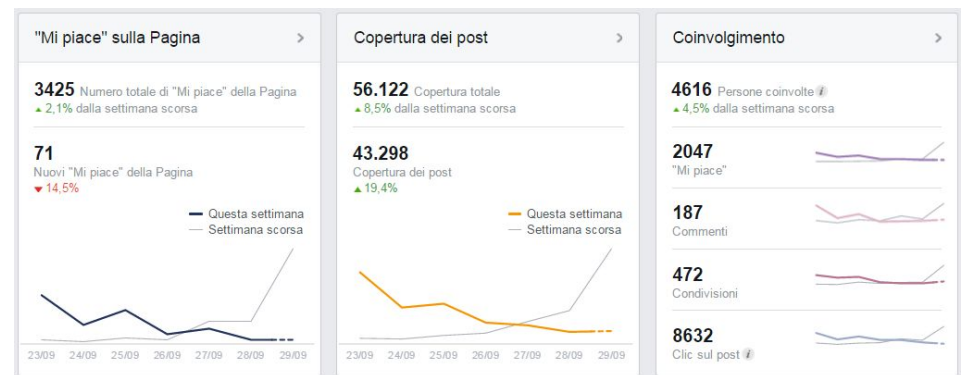 "Mi piace" sulla Pagina
3425 Numero totale di "Mi piace" della Pagina
2,1% dalla settimana scorsa
71
Nuovi "Mi piace" della Pagina
14,5%
Questa settimana
Settimana scorsa
23/09 24/09 25/09 26/09 27/09 28/09 29/09
Copertura dei post
56.122 Copertura totale
8,5% dalla settimana scorsa
43.298
Copertura dei post
19,4%
Questa settimana
Settimana scorsa
23/09 24/09 25/09 26/09 27/09 28/09 29/09
Coinvolgimento
4616 Persone coinvolte i
4,5% dalla settimana scorsa
2047
"Mi piace"
187
Commenti
472
Condivisioni
8632
Clic sul post i